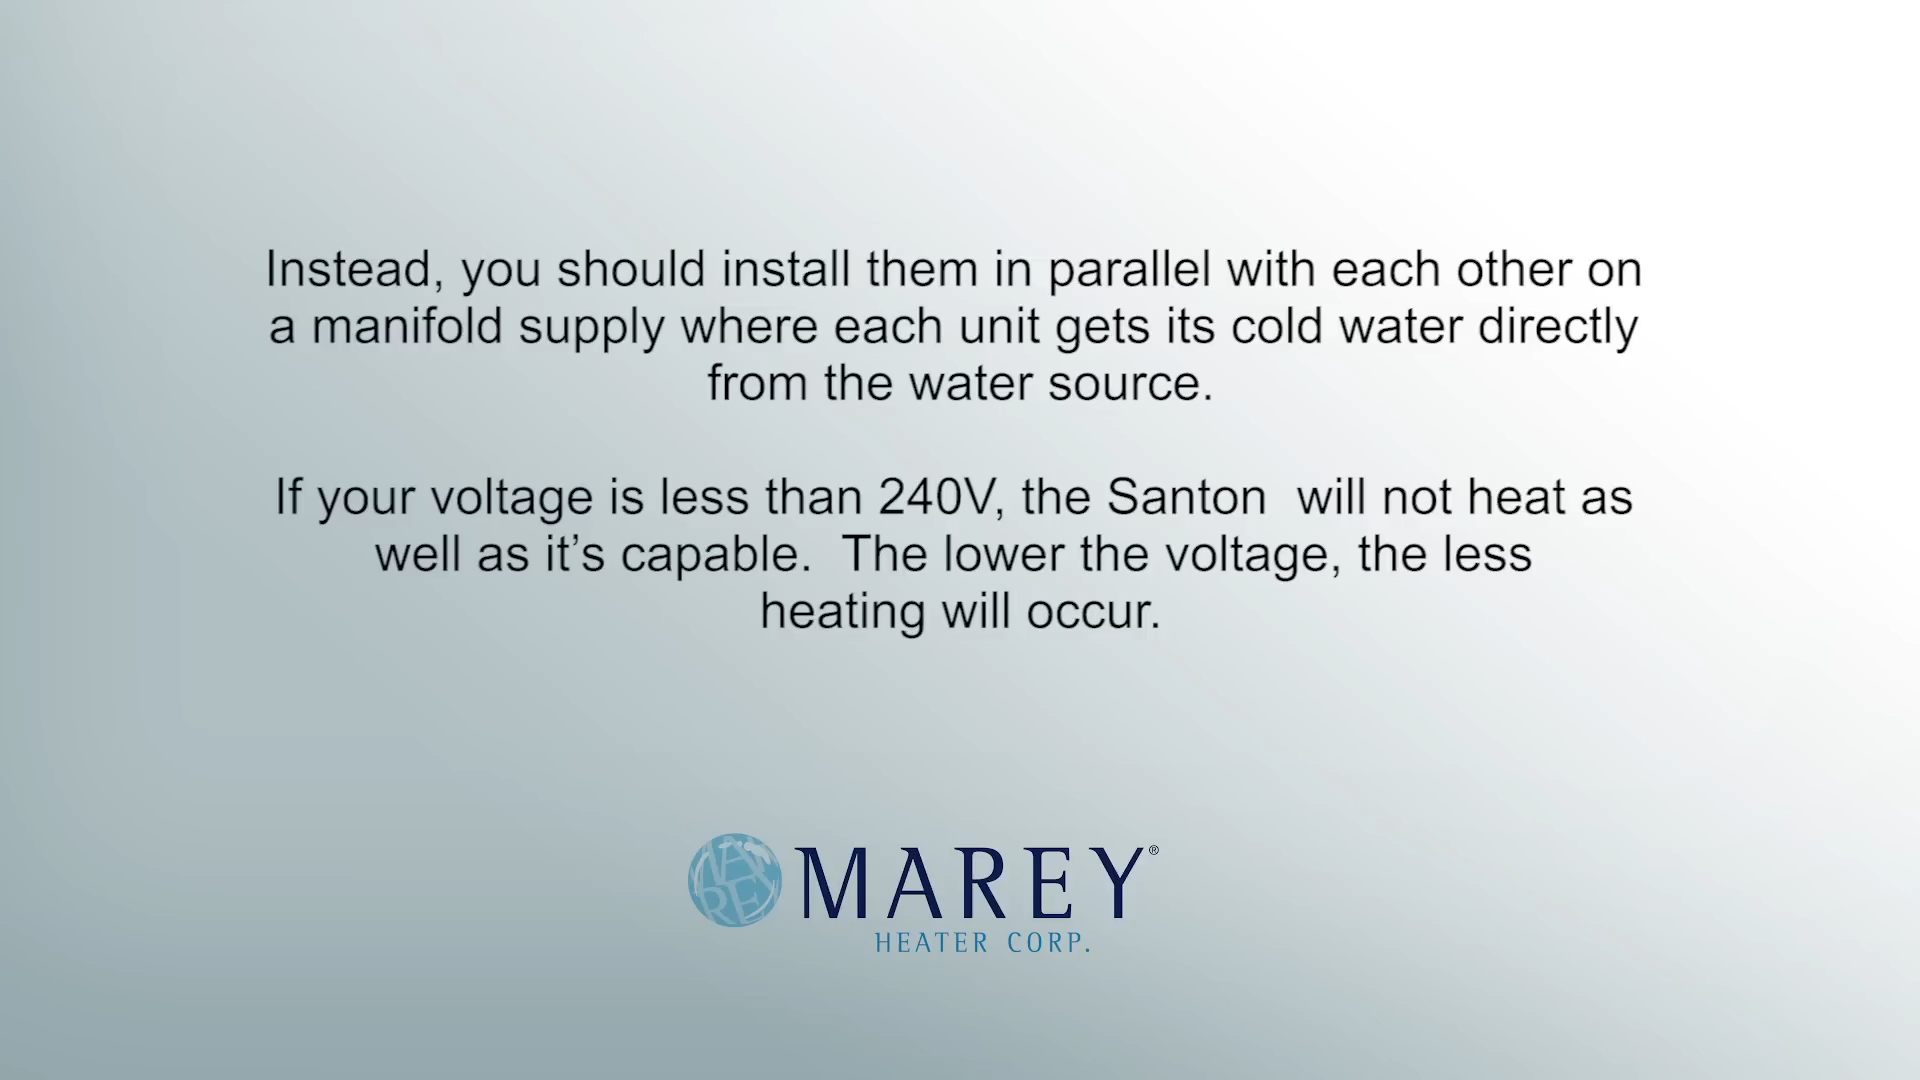 Instead, you should install them in parallel with each other on
a manifold supply where each unit gets its cold water directly
from the water source.
If your voltage is less than 240V, the Santon  will not heat as
well as it’s capable.  The lower the voltage, the less
heating will occur.
MAREY®
HEATER CORP.